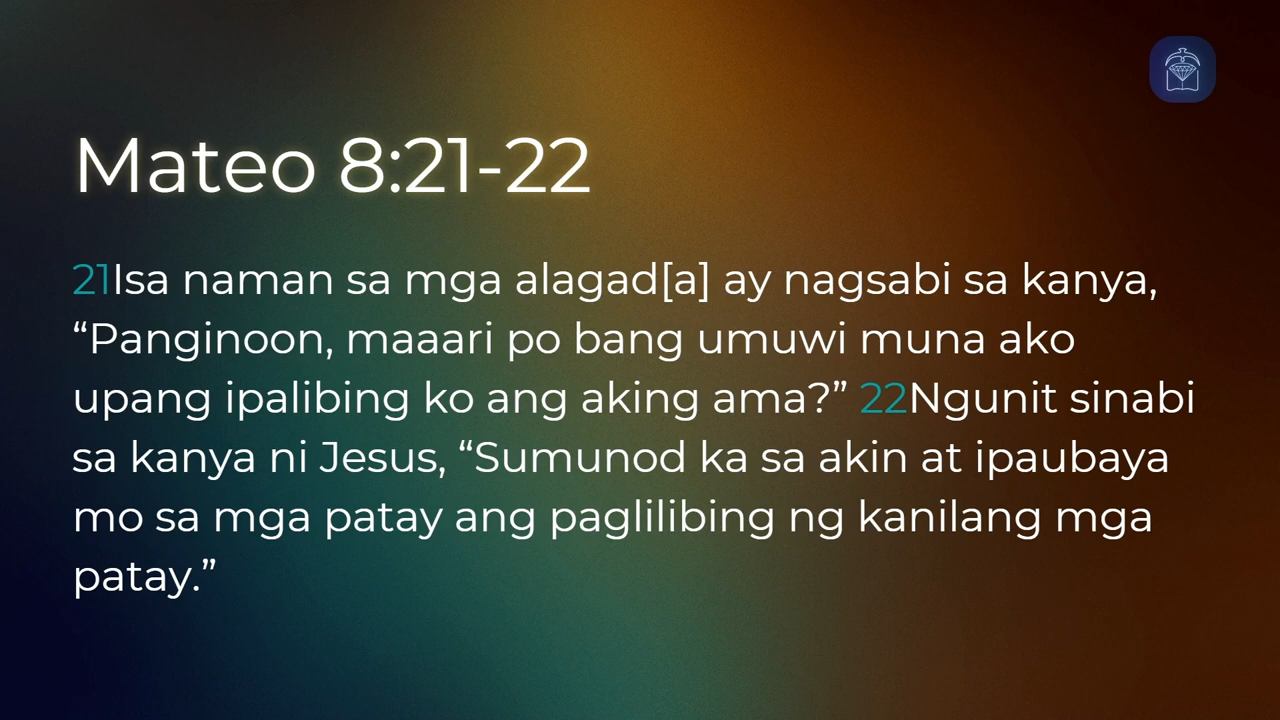 Mateo 8:21-22
21Isa naman sa mga alagad[a] ay nagsabi sa kanya,
“Panginoon, maaari po bang umuwi muna ako
upang ipalibing ko ang aking ama?” 22Ngunit sinabi
sa kanya ni Jesus, “Sumunod ka sa akin at ipaubaya
mo sa mga patay ang paglilibing ng kanilang mga
patay.”